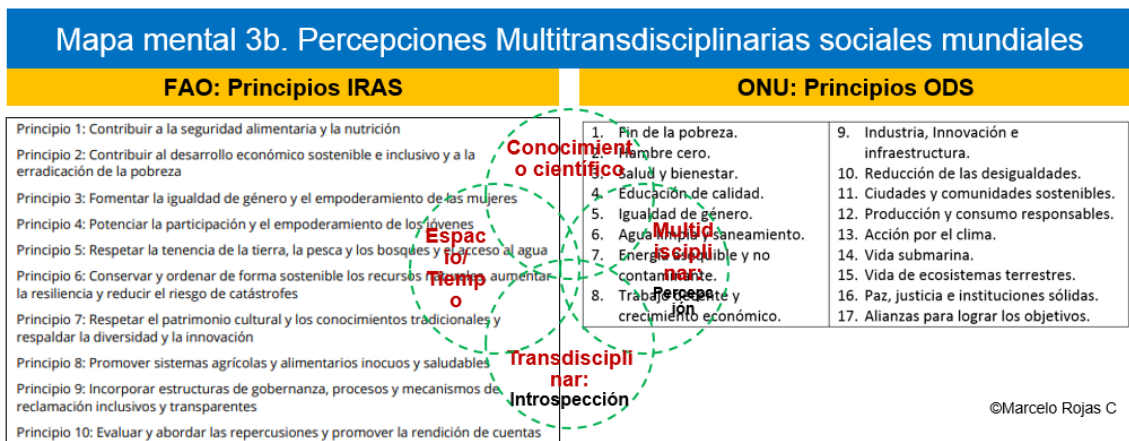 Mapa mental 3b. Percepciones Multitransdisciplinarias sociales mundiales
FAO: Principios IRAS
Principio 1: Contribuir a la seguridad alimentaria y la nutrición
Principio 2: Contribuir al desarrollo económico sostenible e inclusivo y a la
erradicación de la pobreza
Principio 3: Fomentar la igualdad de género y el empoderamiento de las mujeres
Principio 4: Potenciar la participación y el empoderamiento de los jóvenes
Principio 5: Respetar la tenencia de la tierra, la pesca y los bosques y el acceso al agua
Principio 6: Conservar y ordenar de forma sostenible los recursos naturales, aumentar
la resiliencia y reducir el riesgo de catástrofes
Principio 7: Respetar el patrimonio cultural y los conocimientos tradicionales y
respaldar la diversidad y la innovación
Principio 8: Promover sistemas agrícolas y alimentarios inocuos y saludables
Principio 9: Incorporar estructuras de gobernanza, procesos y mecanismos de
reclamación inclusivos y transparentes
Principio 10: Evaluar y abordar las repercusiones y promover la rendición de cuentas
Conocimient
o científico
Espac
io/
Tiemp
o
Multid
iscipli
nar:
Percepc
ión
Transdiscipli
nar:
Introspección
ONU: Principios ODS
1. Fin de la pobreza.
2. Hambre cero.
3. Salud y bienestar.
4. Educación de calidad.
5. Igualdad de género.
6. Agua limpia y saneamiento.
7. Energía asequible y no
contaminante.
8. Trabajo decente y
crecimiento económico.
9. Industria, Innovación e
infraestructura.
10. Reducción de las desigualdades.
11. Ciudades y comunidades sostenibles.
12. Producción y consumo responsables.
13. Acción por el clima.
14. Vida submarina.
15. Vida de ecosistemas terrestres.
16. Paz, justicia e instituciones sólidas.
17. Alianzas para lograr los objetivos.
©Marcelo Rojas C